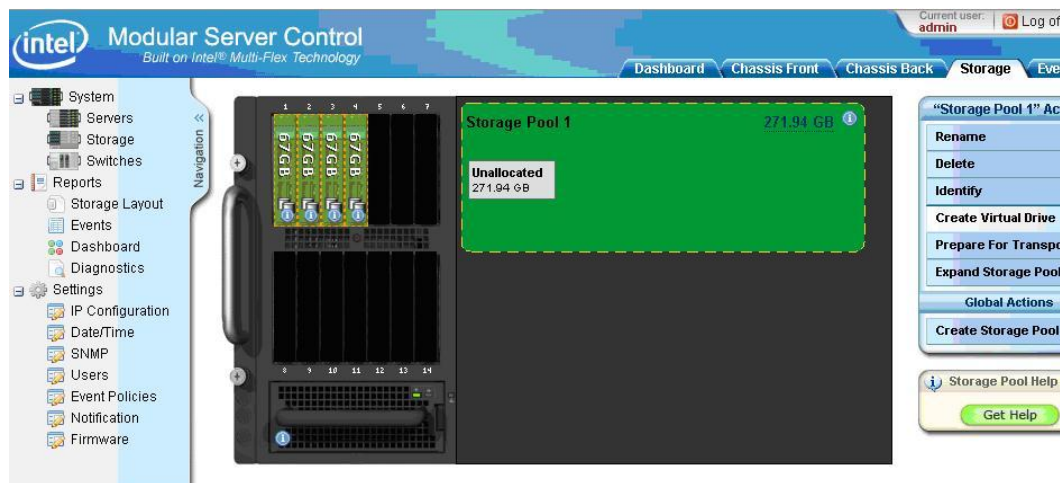 intel
Modular Server Control
Built on Intel® Multi-Flex Technology
Current user:
admin
Log of
Dashboard
Chassis Front
Chassis Back
Storage
Eve
System
Servers
Storage
Switches
Reports
Storage Layout
Events
Dashboard
Diagnostics
Settings
IP Configuration
Date/Time
SNMP
Users
Event Policies
Notification
Firmware
Navigation
1 2 3 4 5 6 7
67GB 67GB 67GB 67GB
8 9 10 11 12 13 14
Storage Pool 1 271.94 GB
Unallocated
271.94 GB
"Storage Pool 1" Ac
Rename
Delete
Identify
Create Virtual Drive
Prepare For Transpo
Expand Storage Pool
Global Actions
Create Storage Pool
Storage Pool Help
Get Help